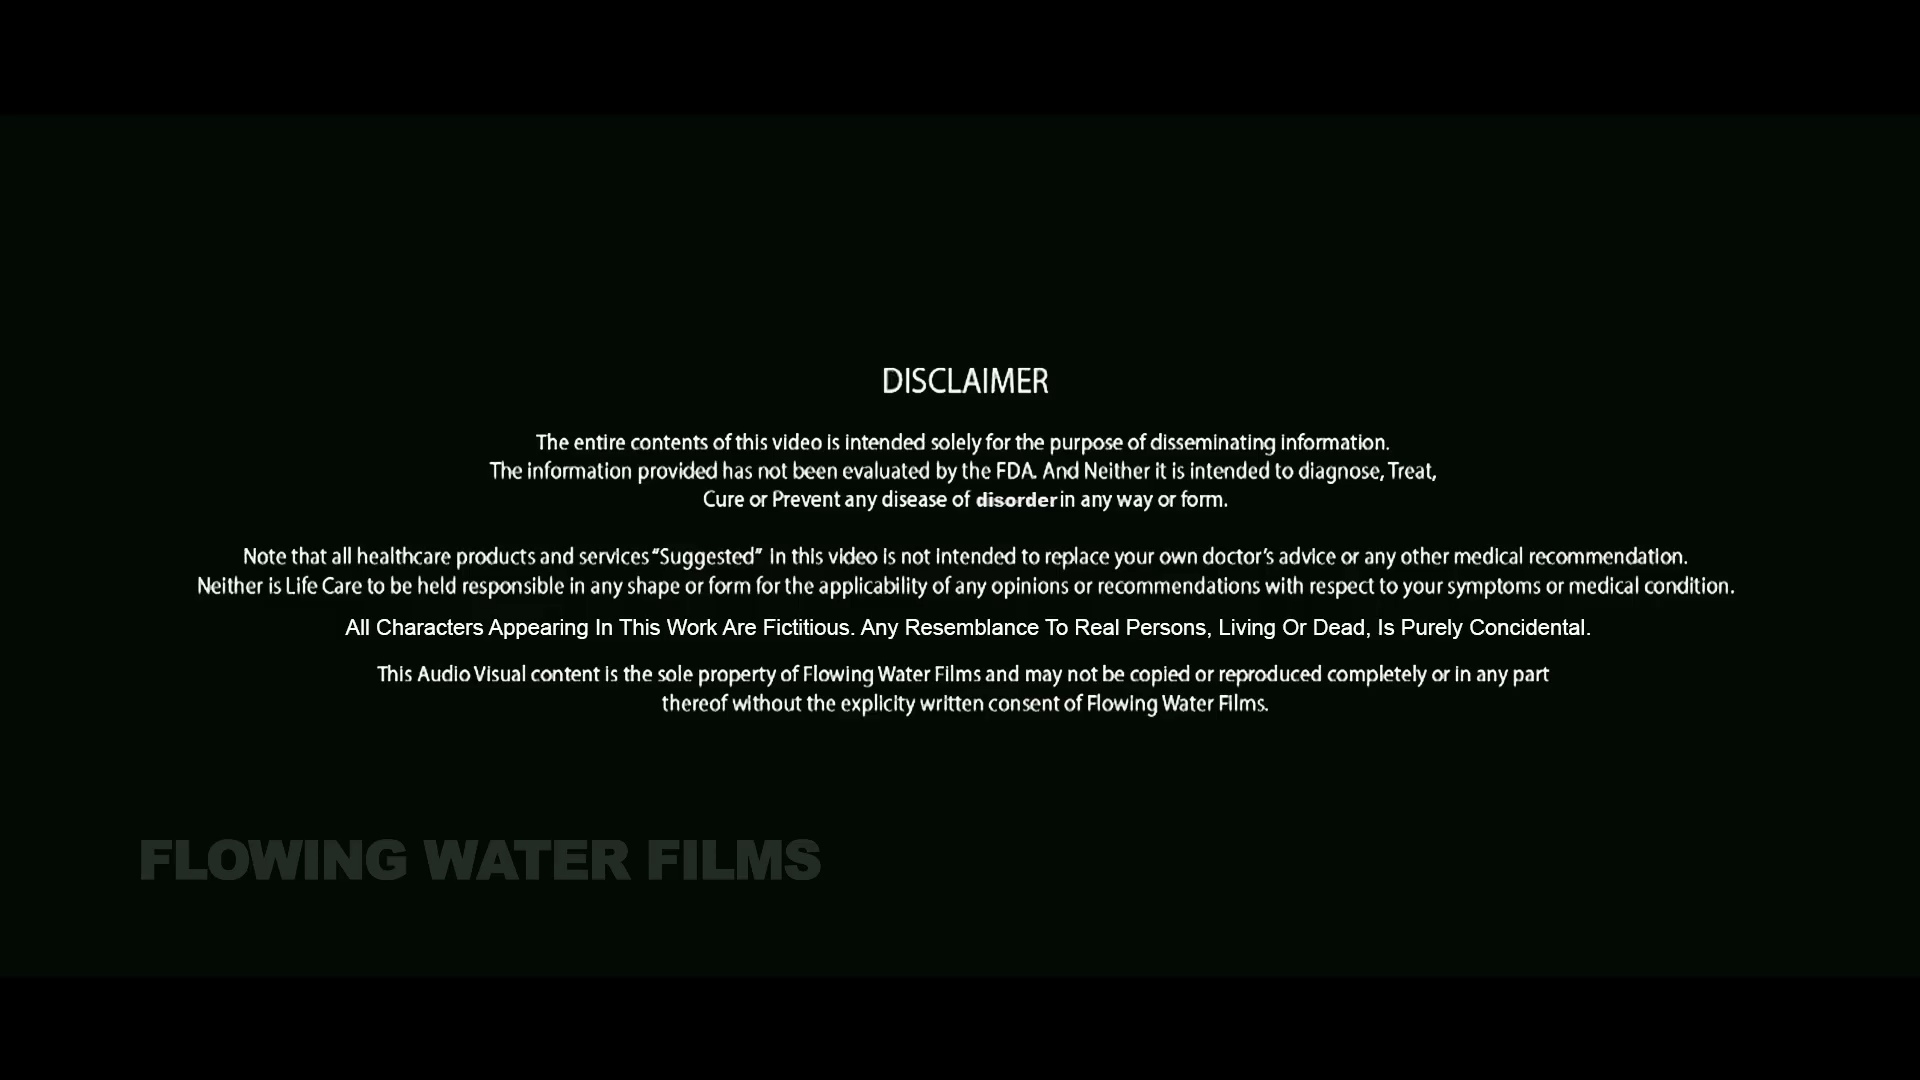 DISCLAIMER
The entire contents of this video is intended solely for the purpose of disseminating information.
The information provided has not been evaluated by the FDA. And Neither it is intended to diagnose, Treat,
Cure or Prevent any disease of disorder in any way or form.
Note that all healthcare products and services “Suggested” in this video is not intended to replace your own doctor’s advice or any other medical recommendation.
Neither is Life Care to be held responsible in any shape or form for the applicability of any opinions or recommendations with respect to your symptoms or medical condition.
All Characters Appearing In This Work Are Fictitious. Any Resemblance To Real Persons, Living Or Dead, Is Purely Concidental.
This Audio Visual content is the sole property of Flowing Water Films and may not be copied or reproduced completely or in any part
thereof without the explicity written consent of Flowing Water Films.
FLOWING WATER FILMS